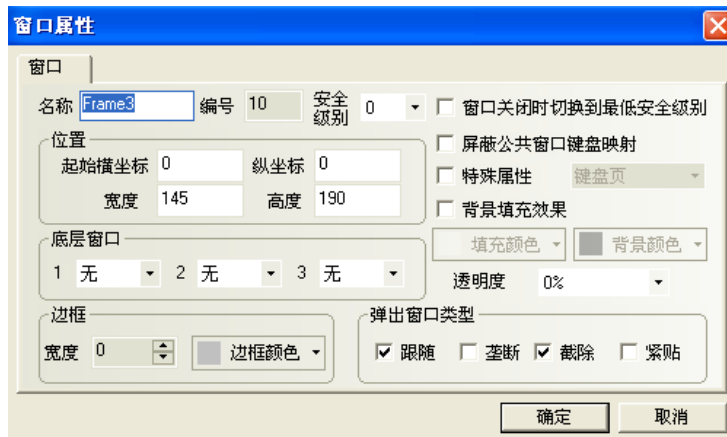 窗口属性
窗口
名称 Frame3 编号 10 安全级别 0 窗口关闭时切换到最低安全级别
位置 屏蔽公共窗口键盘映射
起始横坐标 0 纵坐标 0 特殊属性 键盘页
宽度 145 高度 190 背景填充效果
底层窗口 填充颜色 背景颜色
1 无 2 无 3 无 透明度 0%
边框 弹出窗口类型
宽度 0 边框颜色 跟随 垄断 截除 紧贴
确定 取消